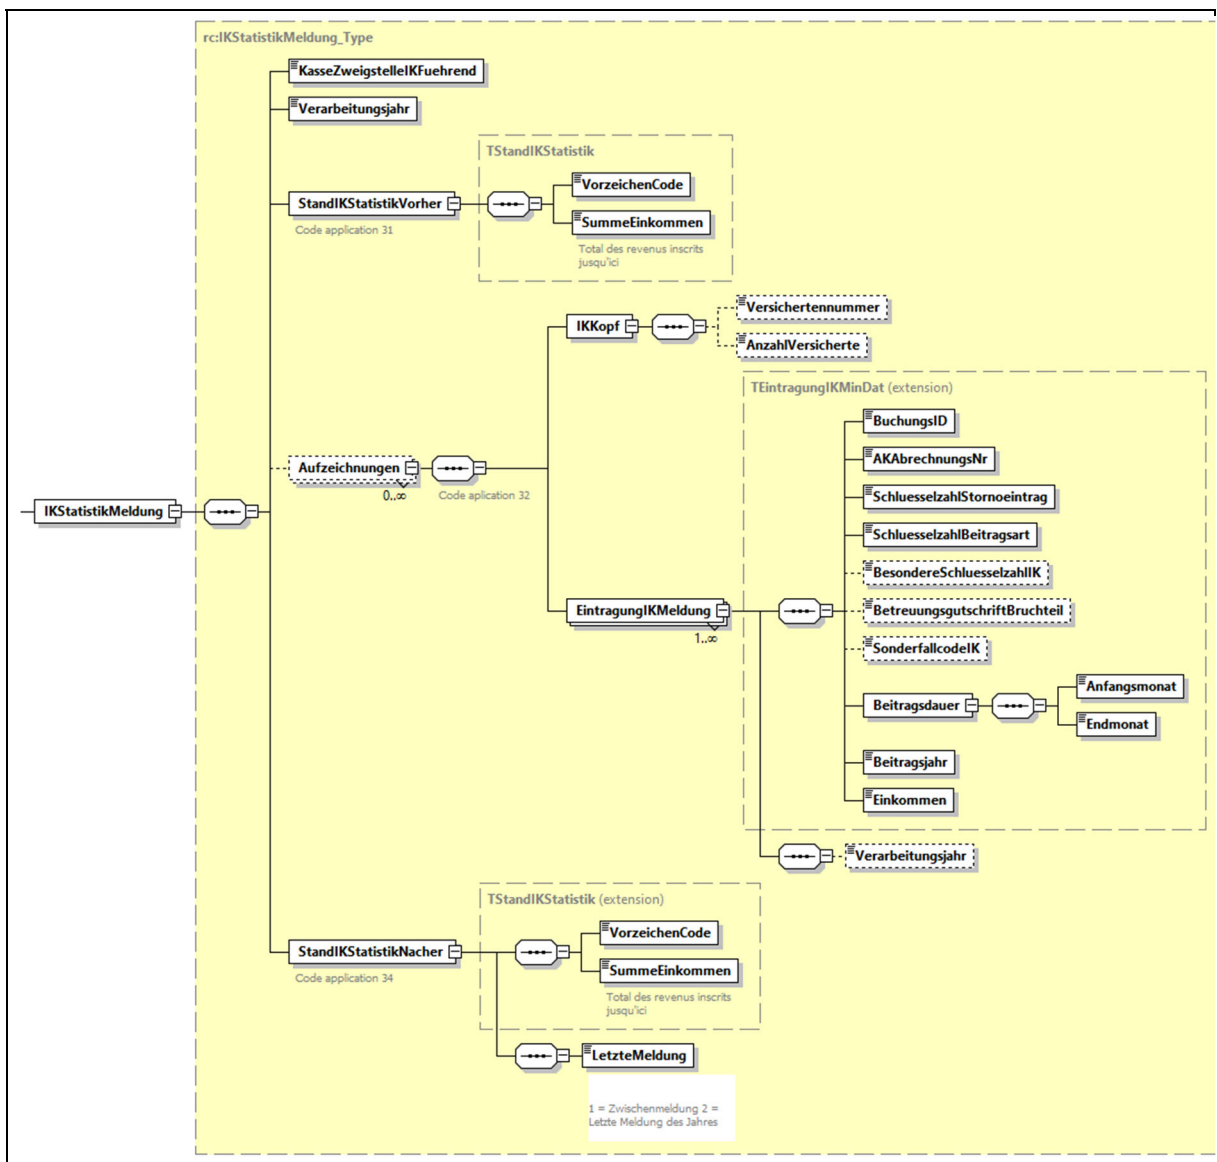 rc:IKStatistikMeldung_Type
KasseZweigstelleIKFuehrend
Verarbeitungsjahr
TStandIKStatistik
VorzeichenCode
StandIKStatistikVorher
SummeEinkommen
Code application 31
Total des revenus inscrits
jusqu'ici
Versichertennummer
IKKopf
AnzahlVersicherte
TEintragungIKMinDat (extension)
BuchungsID
AKAbrechnungsNr
Aufzeichnungen
0..∞
Code aplication 32
SchluesselzahlStornoeintrag
IKStatistikMeldung
SchluesselzahlBeitragsart
BesondereSchluesselzahlIK
EintragungIKMeldung
1..∞
BetreuungsgutschriftBruchteil
SonderfallcodeIK
Anfangsmonat
Beitragsdauer
Endmonat
Beitragsjahr
Einkommen
Verarbeitungsjahr
TStandIKStatistik (extension)
VorzeichenCode
StandIKStatistikNacher
SummeEinkommen
Code application 34
Total des revenus inscrits
jusqu'ici
LetzteMeldung
1 = Zwischenmeldung 2 =
Letzte Meldung des Jahres